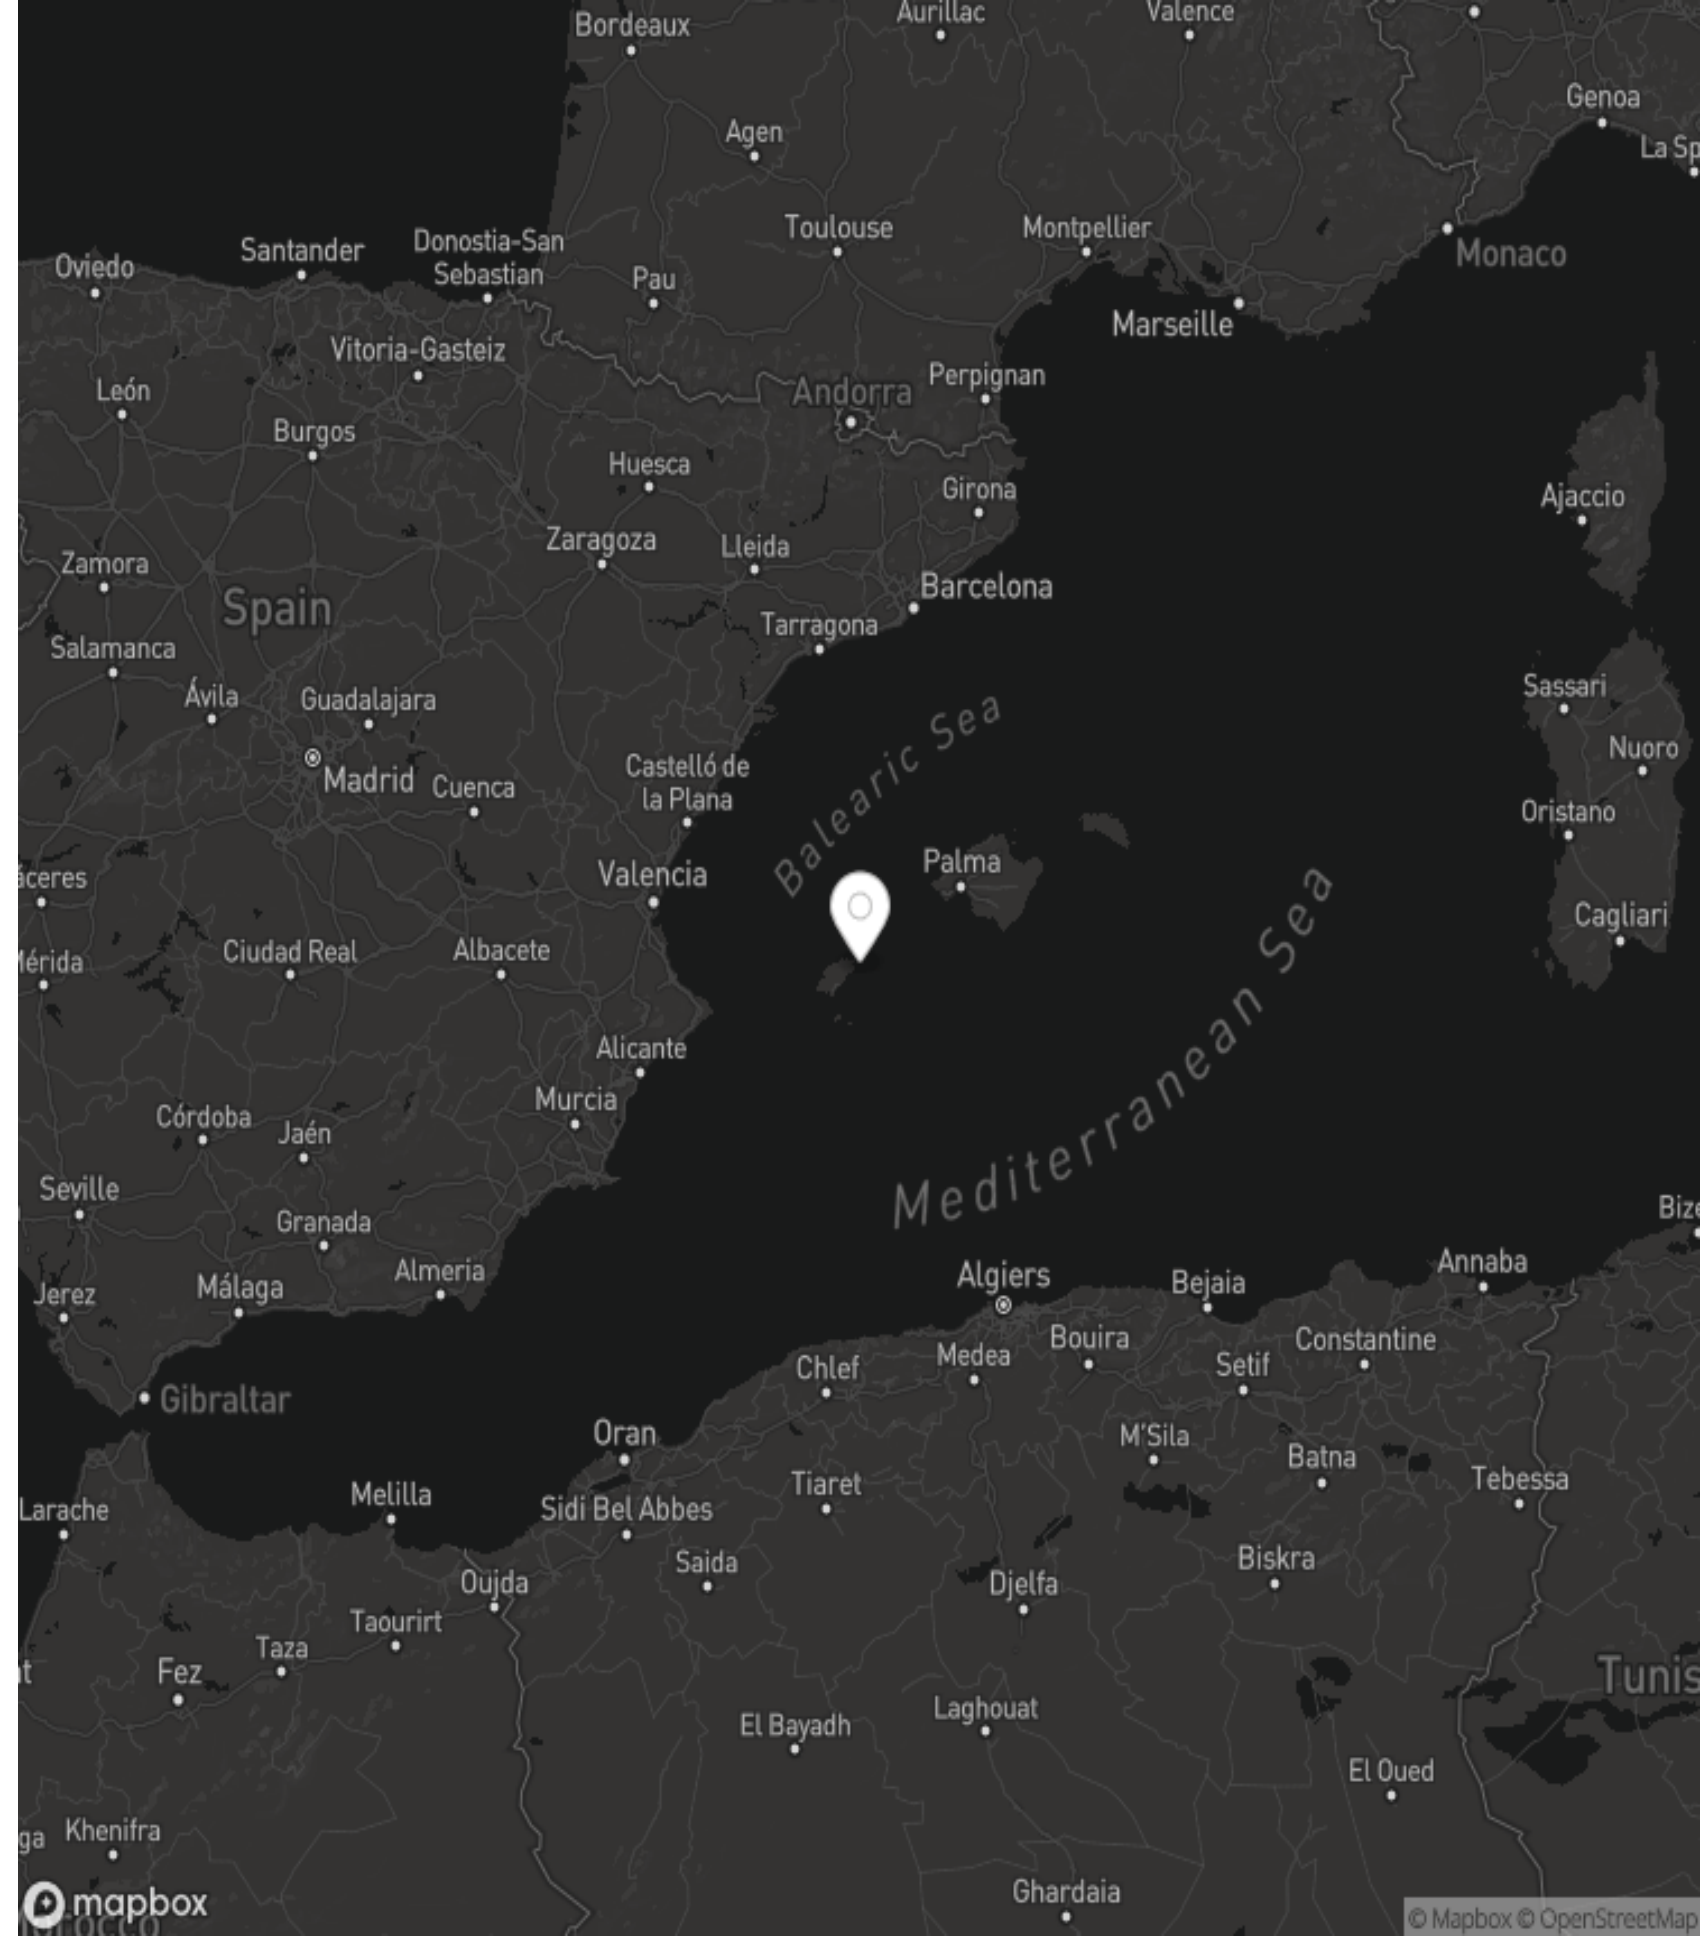 Bordeaux
Aurillac
Valence
Genoa
Agen
La Sp
Toulouse
Montpellier
Monaco
Donostia-San
Sebastian
Santander
Oviedo
Pau
Marseille
Vitoria-Gasteiz
León
Andorra
Perpignan
Burgos
Huesca
Girona
Ajaccio
Zaragoza
Lleida
Zamora
Barcelona
Spain
Tarragona
Salamanca
Ávila
Guadalajara
Sassari
Balearic Sea
Nuoro
Madrid
Cuenca
Castelló de
la Plana
Oristano
Palma
áceres
Valencia
Cagliari
Mérida
Ciudad Real
Albacete
Mediterranean Sea
Alicante
Murcia
Córdoba
Jaén
Seville
Granada
Bize
Almeria
Algiers
Bejaia
Annaba
Jerez
Málaga
Bouira
Constantine
Medea
Chlef
Setif
Gibraltar
Oran
M'Sila
Batna
Tiaret
Tebessa
Melilla
Larache
Sidi Bel Abbes
Saida
Biskra
Oujda
Djelfa
Taourirt
Taza
Fez
Tunis
Laghouat
El Bayadh
El Oued
Khenifra
ga
Ghardaia
mapbox
© Mapbox © OpenStreetMap